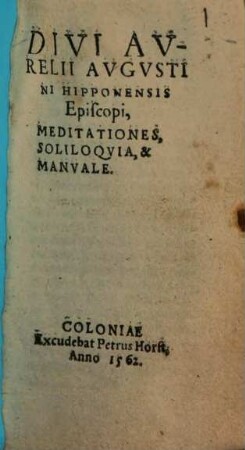 DIVI AV-
RELII AVGVSTI
NI HIPPONENSIS
Epiſcopi,
MEDITATIONES,
SOLILOQVIA, &
MANVALE.
COLONIAE
Excudebat Petrus Horſt,
Anno 1562.